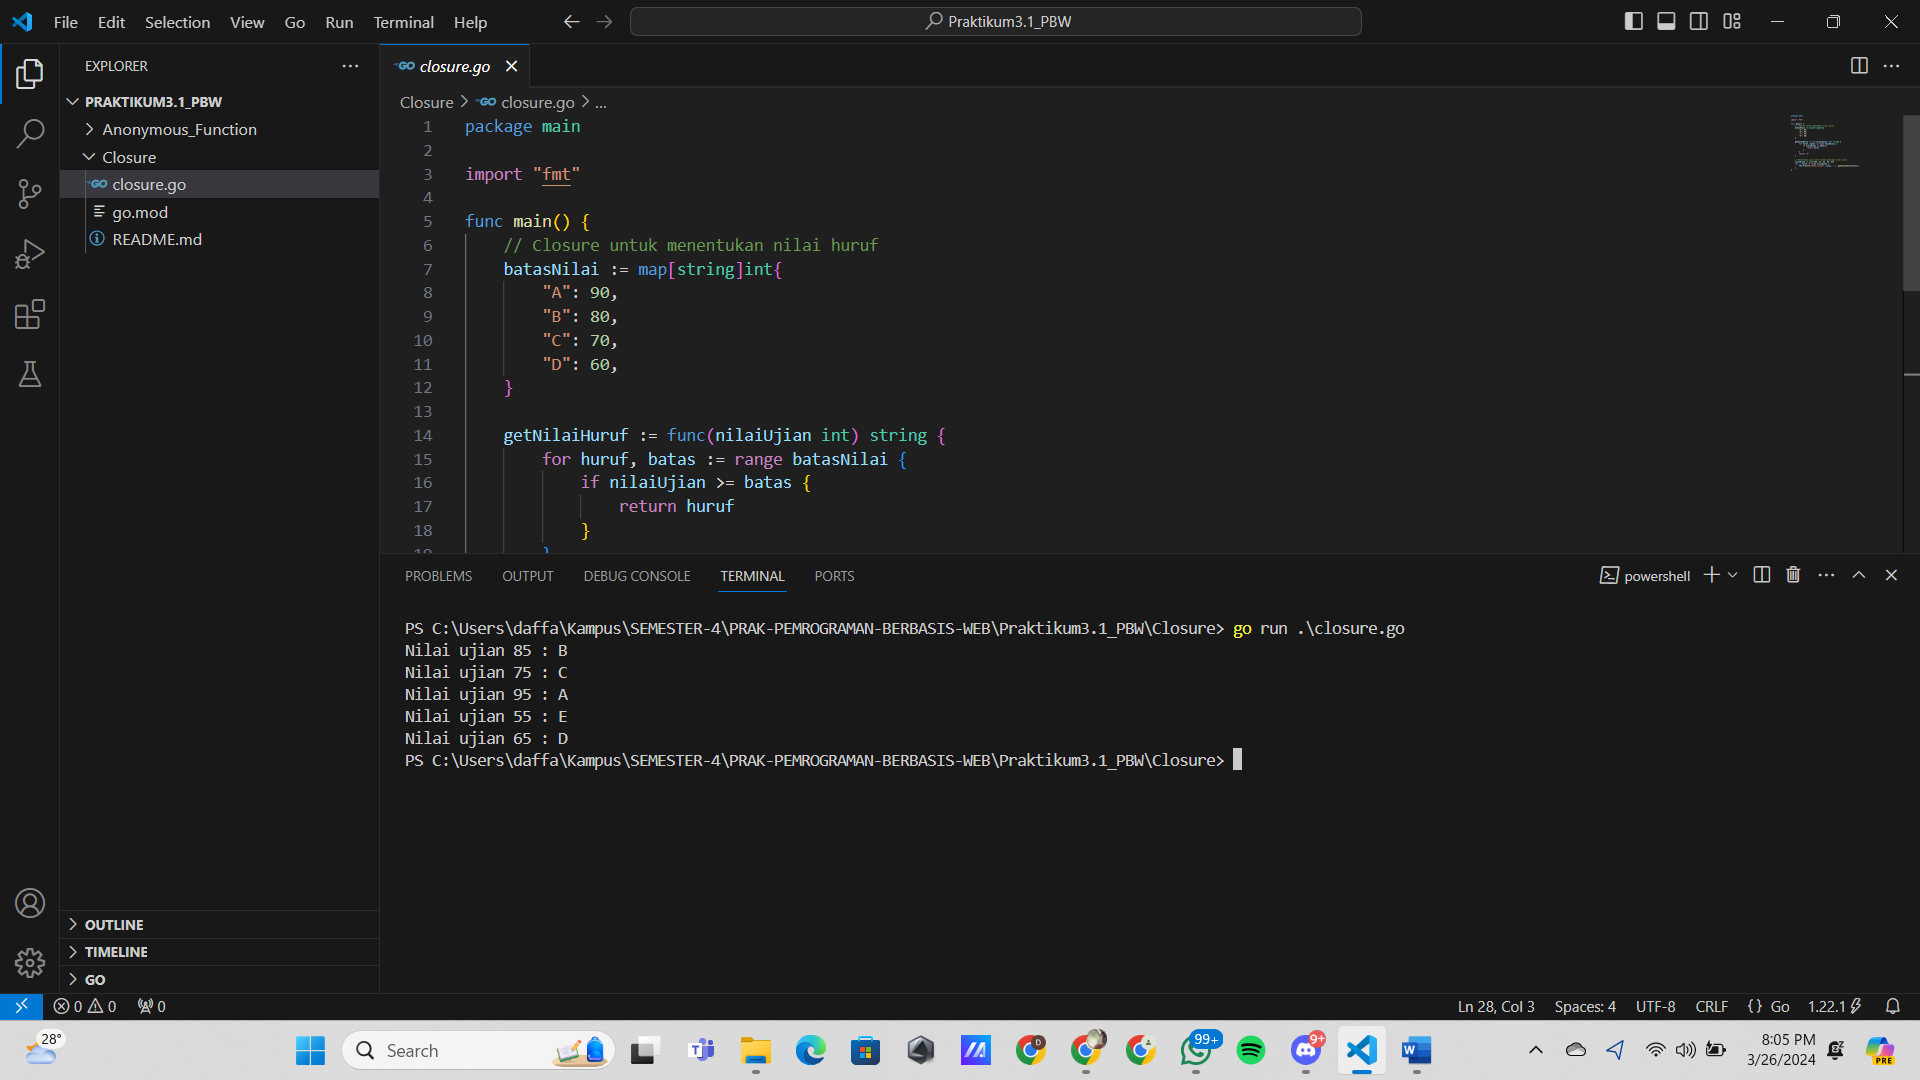 File Edit Selection View Go Run Terminal Help
Praktikum3.1_PBW
EXPLORER
PRAKTIKUM3.1_PBW
Anonymous_Function
Closure
GO closure.go
go.mod
README.md
OUTLINE
TIMELINE
GO
GO closure.go
Closure > GO closure.go > ...
1 package main
2
3 import "fmt"
4
5 func main() {
6 // Closure untuk menentukan nilai huruf
7 batasNilai := map[string]int{
8 "A": 90,
9 "B": 80,
10 "C": 70,
11 "D": 60,
12 }
13
14 getNilaiHuruf := func(nilaiUjian int) string {
15 for huruf, batas := range batasNilai {
16 if nilaiUjian >= batas {
17 return huruf
18 }
19 }
PROBLEMS OUTPUT DEBUG CONSOLE TERMINAL PORTS
powershell
PS C:\Users\daffa\Kampus\SEMESTER-4\PRAK-PEMROGRAMAN-BERBASIS-WEB\Praktikum3.1_PBW\Closure> go run .\closure.go
Nilai ujian 85 : B
Nilai ujian 75 : C
Nilai ujian 95 : A
Nilai ujian 55 : E
Nilai ujian 65 : D
PS C:\Users\daffa\Kampus\SEMESTER-4\PRAK-PEMROGRAMAN-BERBASIS-WEB\Praktikum3.1_PBW\Closure>
0 0 0
Ln 28, Col 3 Spaces: 4 UTF-8 CRLF {} Go 1.22.1
28°
Search
99+
9+
8:05 PM
3/26/2024
PRE